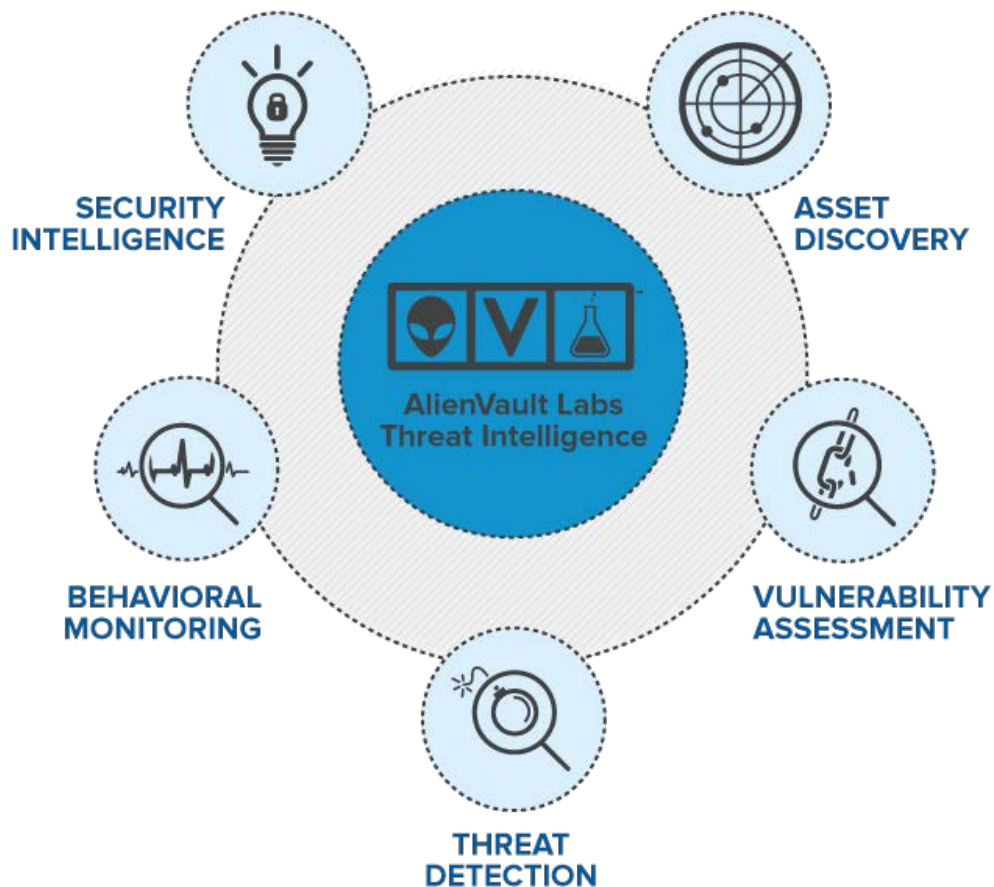 SECURITY
INTELLIGENCE
ASSET
DISCOVERY
V
AlienVault Labs
Threat Intelligence
BEHAVIORAL
MONITORING
VULNERABILITY
ASSESSMENT
THREAT
DETECTION